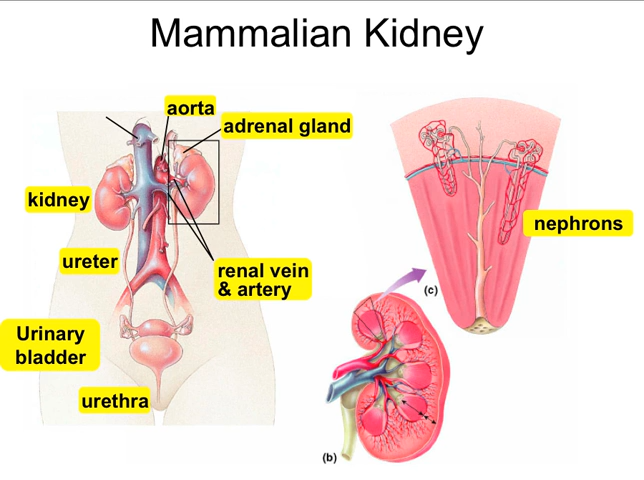 Mammalian Kidney
aorta
adrenal gland
kidney
nephrons
ureter
renal vein
& artery
(c)
Urinary
bladder
urethra
(b)